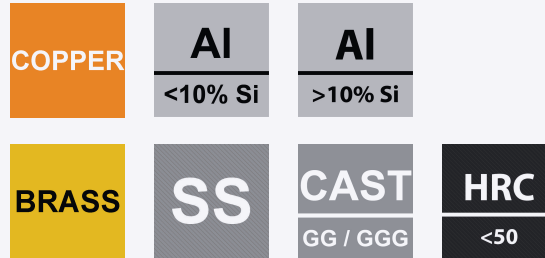 COPPER
Al
<10% Si
Al
>10% Si
BRASS
SS
CAST
GG / GGG
HRC
<50